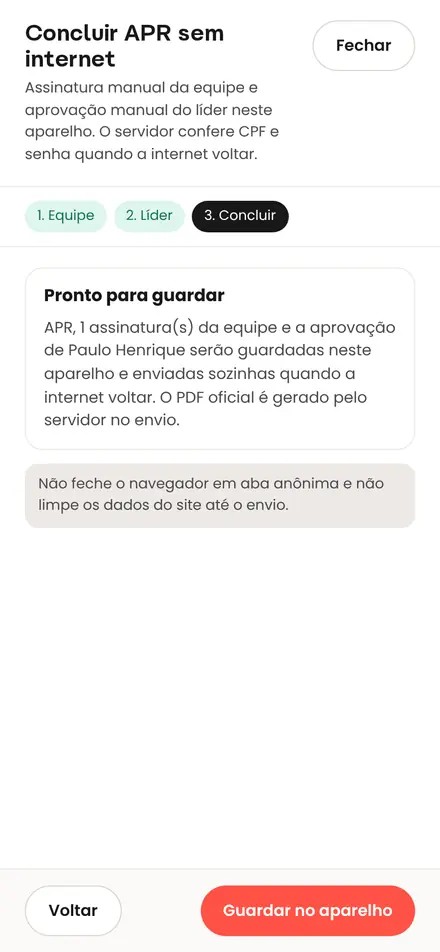 Concluir APR sem
internet
Fechar
Assinatura manual da equipe e
aprovação manual do líder neste
aparelho. O servidor confere CPF e
senha quando a internet voltar.
1. Equipe
2. Líder
3. Concluir
Pronto para guardar
APR, 1 assinatura(s) da equipe e a aprovação
de Paulo Henrique serão guardadas neste
aparelho e enviadas sozinhas quando a
internet voltar. O PDF oficial é gerado pelo
servidor no envio.
Não feche o navegador em aba anônima e não
limpe os dados do site até o envio.
Voltar
Guardar no aparelho